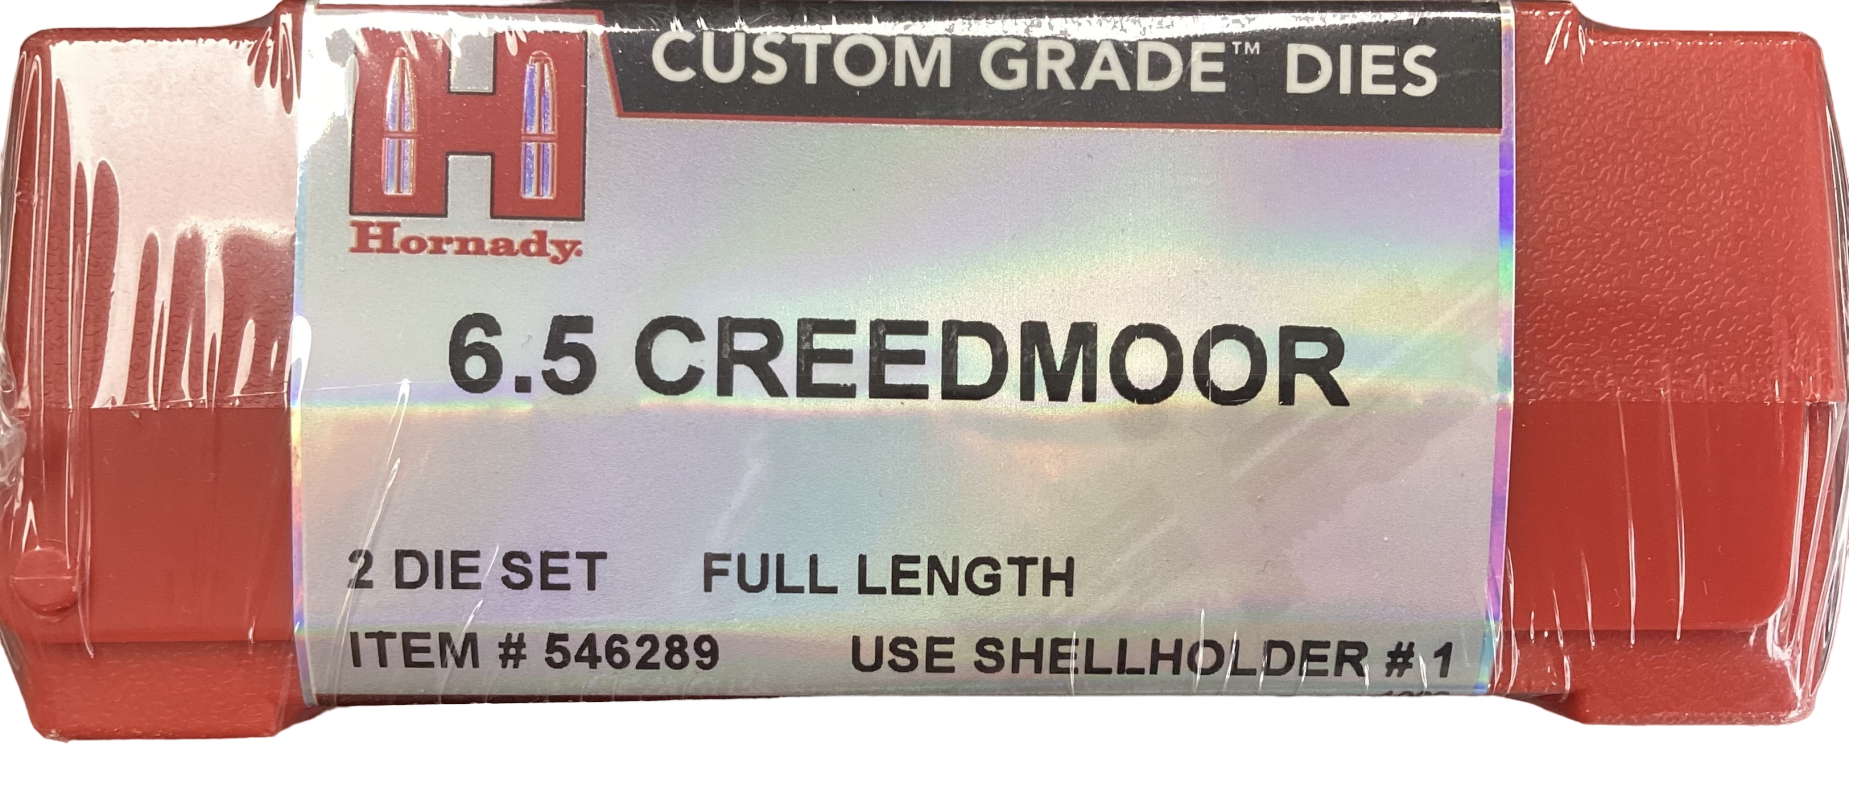 CUSTOM GRADE™ DIES
H
Hornady.
6.5 CREEDMOOR
2 DIE SET FULL LENGTH
ITEM # 546289 USE SHELLHOLDER # 1